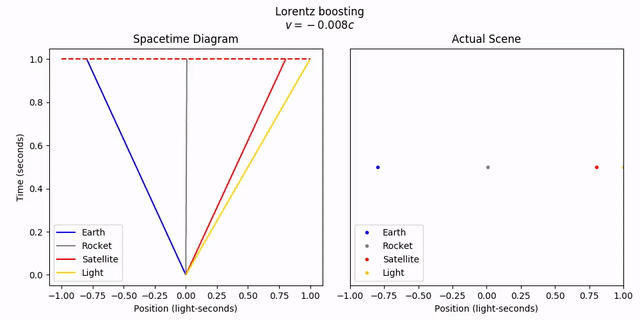 Lorentz boosting
v = −0.008c
Spacetime Diagram
Actual Scene
Time (seconds)
1.0
0.8
0.6
0.4
0.2
0.0
Earth
Rocket
Satellite
Light
−1.00 −0.75 −0.50 −0.25 0.00 0.25 0.50 0.75 1.00
Position (light-seconds)
Earth
Rocket
Satellite
Light
−1.00 −0.75 −0.50 −0.25 0.00 0.25 0.50 0.75 1.00
Position (light-seconds)